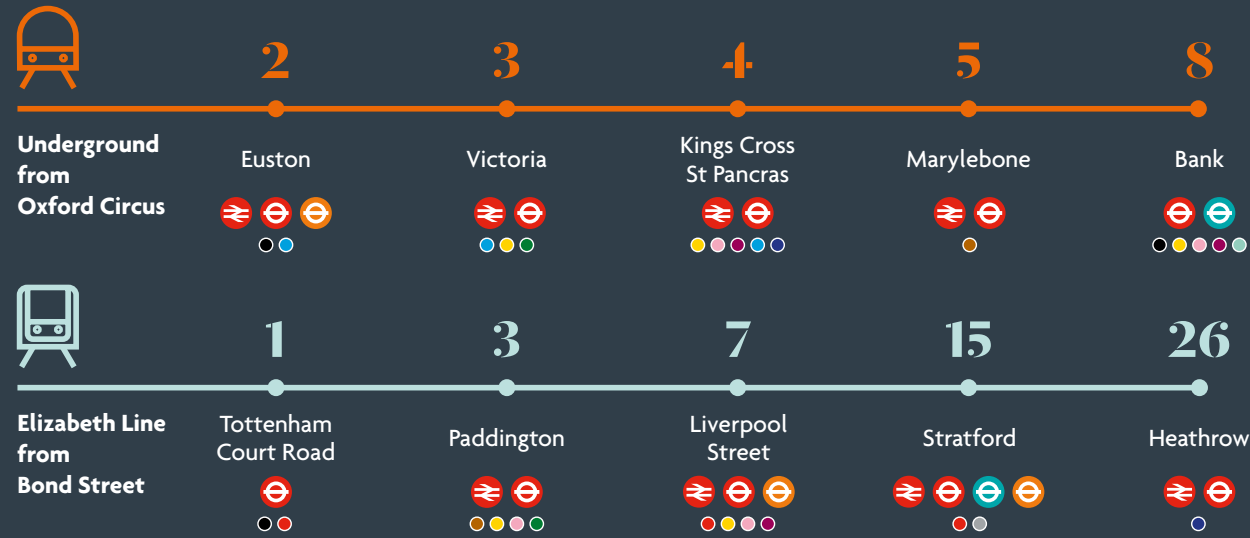 2
3
4
5
8
Underground
from
Oxford Circus
Euston
Victoria
Kings Cross
St Pancras
Marylebone
Bank
1
3
7
15
26
Elizabeth Line
from
Bond Street
Tottenham
Court Road
Paddington
Liverpool
Street
Stratford
Heathrow